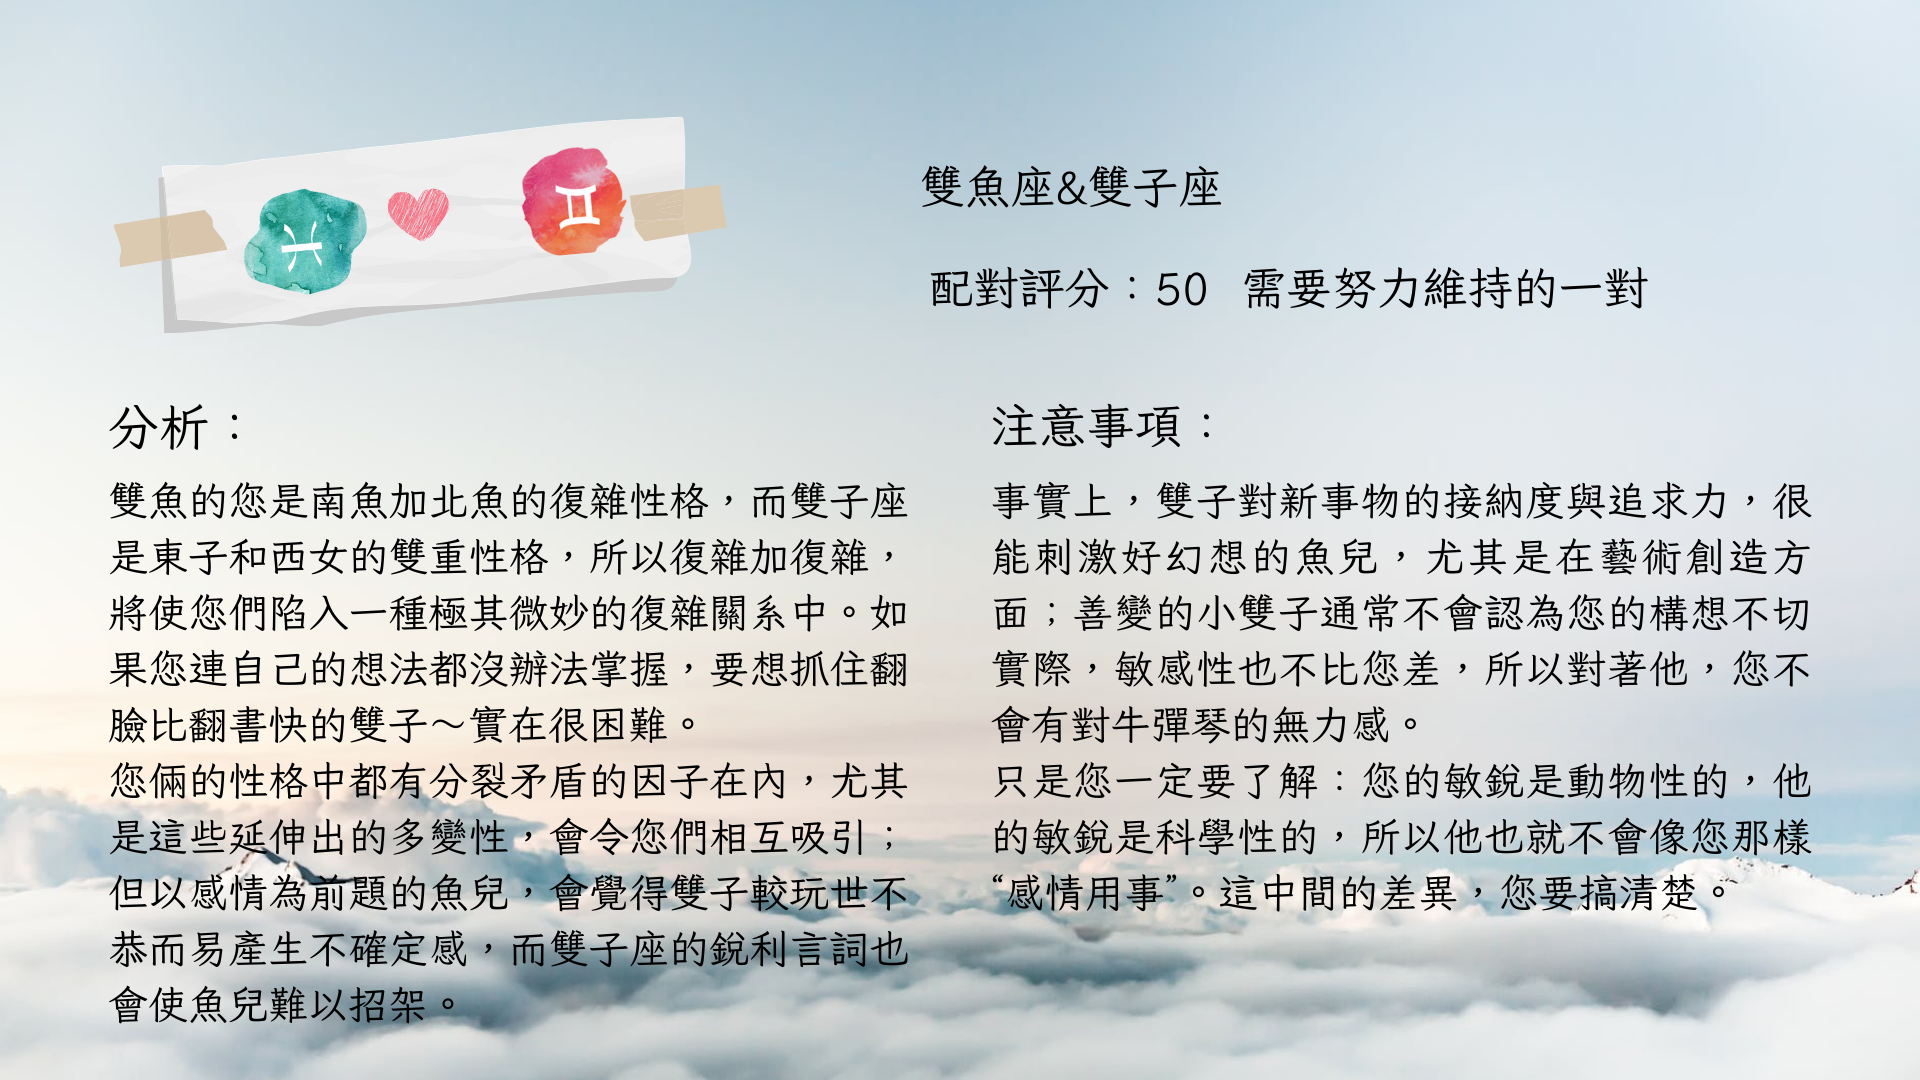 雙魚座&雙子座
配對評分：50 需要努力維持的一對
分析：
雙魚的您是南魚加北魚的復雜性格，而雙子座
是東子和西女的雙重性格，所以復雜加復雜，
將使您們陷入一種極其微妙的復雜關系中。如
果您連自己的想法都沒辦法掌握，要想抓住翻
臉比翻書快的雙子～實在很困難。
您倆的性格中都有分裂矛盾的因子在內，尤其
是這些延伸出的多變性，會令您們相互吸引；
但以感情為前題的魚兒，會覺得雙子較玩世不
恭而易產生不確定感，而雙子座的銳利言詞也
會使魚兒難以招架。
注意事項：
事實上，雙子對新事物的接納度與追求力，很
能刺激好幻想的魚兒，尤其是在藝術創造方
面；善變的小雙子通常不會認為您的構想不切
實際，敏感性也不比您差，所以對著他，您不
會有對牛彈琴的無力感。
只是您一定要了解：您的敏銳是動物性的，他
的敏銳是科學性的，所以他也就不會像您那樣
“感情用事”。這中間的差異，您要搞清楚。